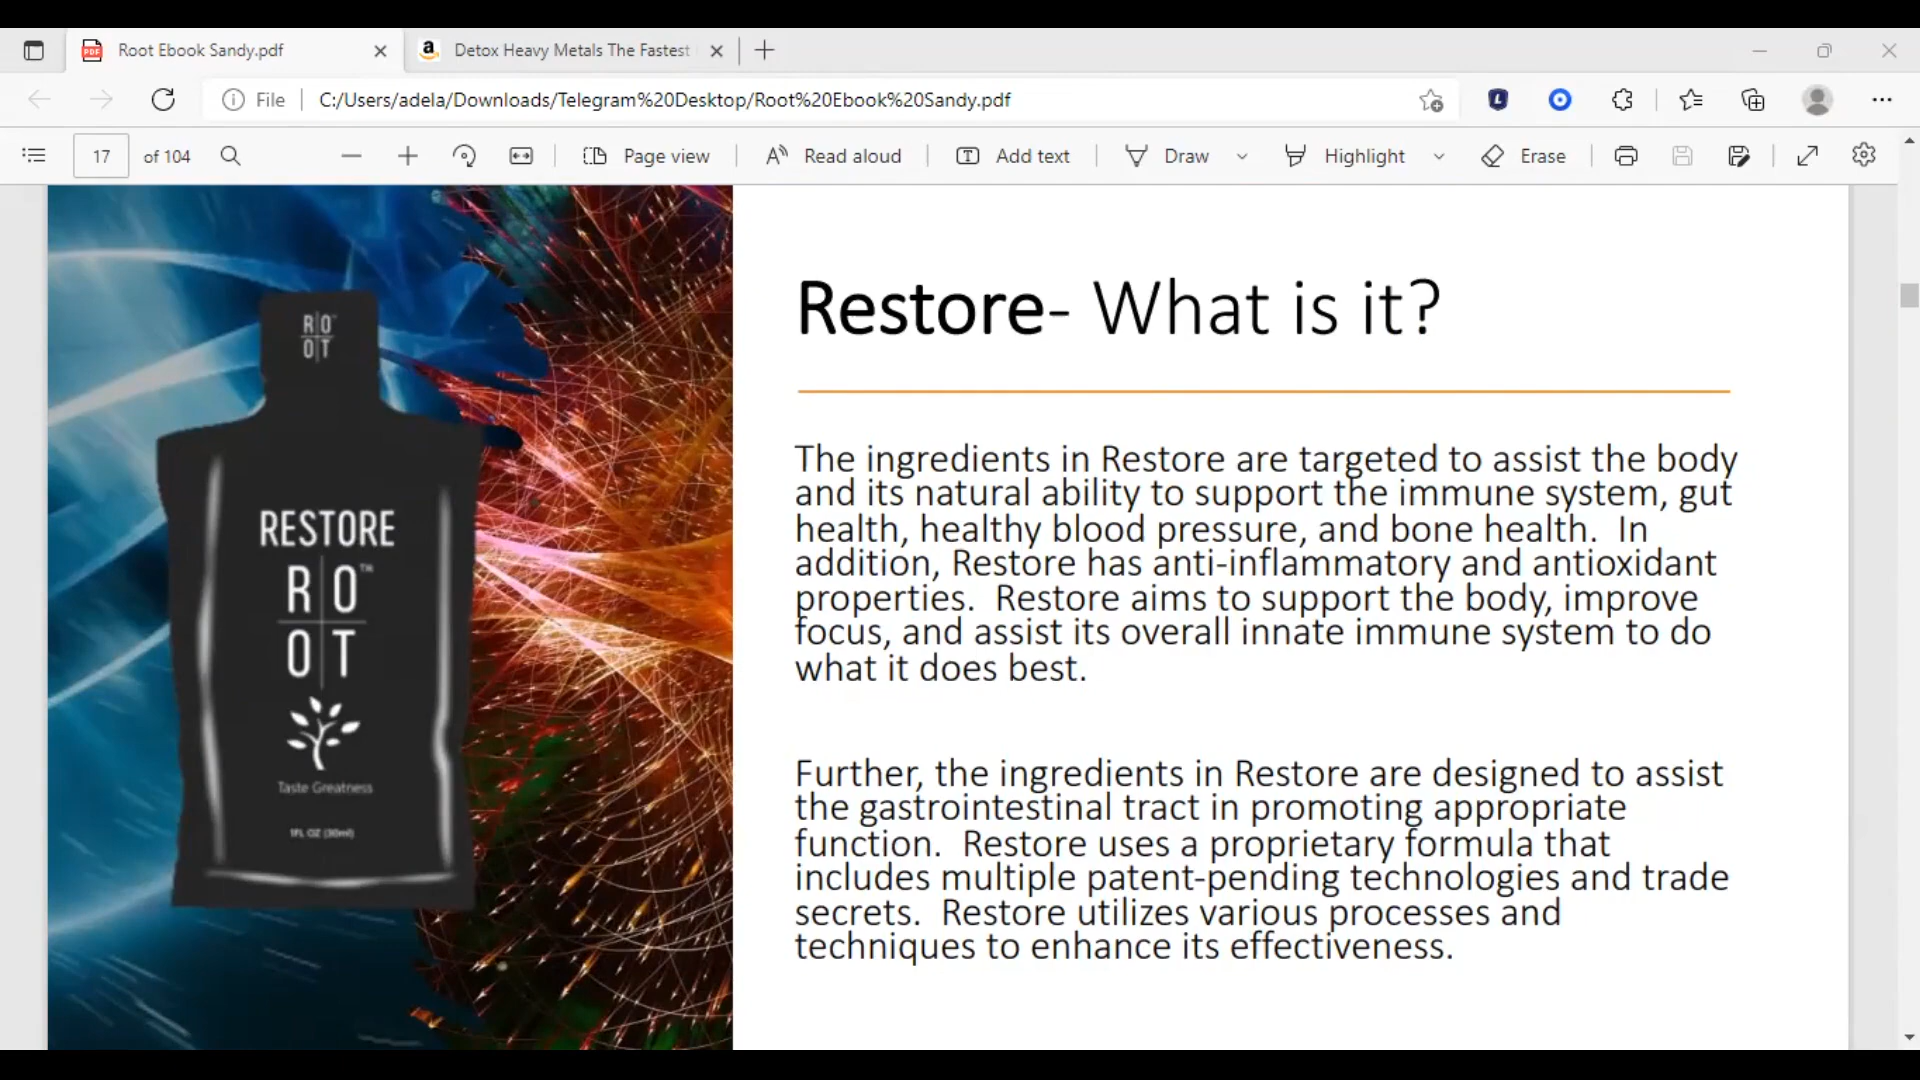 Root Ebook Sandy.pdf
Detox Heavy Metals The Fastest
File
C:/Users/adela/Downloads/Telegram%20Desktop/Root%20Ebook%20Sandy.pdf
17 of 104
Page view
Read aloud
Add text
Draw
Highlight
Erase
RO™
OT
RESTORE
RO™
OT
Taste Greatness
1FL OZ (30ml)
Restore- What is it?
The ingredients in Restore are targeted to assist the body
and its natural ability to support the immune system, gut
health, healthy blood pressure, and bone health. In
addition, Restore has anti-inflammatory and antioxidant
properties. Restore aims to support the body, improve
focus, and assist its overall innate immune system to do
what it does best.
Further, the ingredients in Restore are designed to assist
the gastrointestinal tract in promoting appropriate
function. Restore uses a proprietary formula that
includes multiple patent-pending technologies and trade
secrets. Restore utilizes various processes and
techniques to enhance its effectiveness.